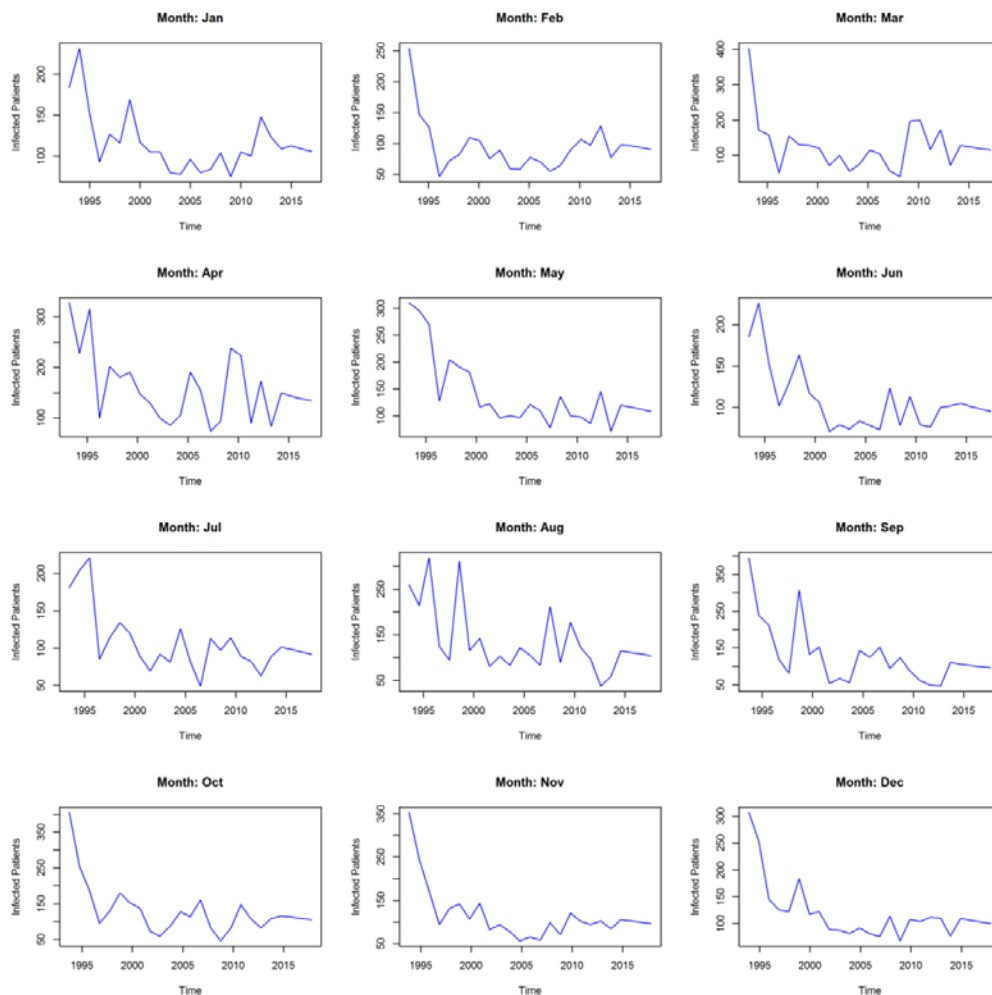 Month: Jan
Infected Patients
100 150 200
1995 2000 2005 2010 2015
Time
Month: Feb
Infected Patients
50 100 150 200 250
1995 2000 2005 2010 2015
Time
Month: Mar
Infected Patients
100 200 300 400
1995 2000 2005 2010 2015
Time
Month: Apr
Infected Patients
100 200 300
1995 2000 2005 2010 2015
Time
Month: May
Infected Patients
100 150 200 250 300
1995 2000 2005 2010 2015
Time
Month: Jun
Infected Patients
100 150 200
1995 2000 2005 2010 2015
Time
Month: Jul
Infected Patients
50 100 150 200
1995 2000 2005 2010 2015
Time
Month: Aug
Infected Patients
50 150 250
1995 2000 2005 2010 2015
Time
Month: Sep
Infected Patients
50 150 250 350
1995 2000 2005 2010 2015
Time
Month: Oct
Infected Patients
50 150 250 350
1995 2000 2005 2010 2015
Time
Month: Nov
Infected Patients
50 150 250 350
1995 2000 2005 2010 2015
Time
Month: Dec
Infected Patients
100 150 200 250 300
1995 2000 2005 2010 2015
Time